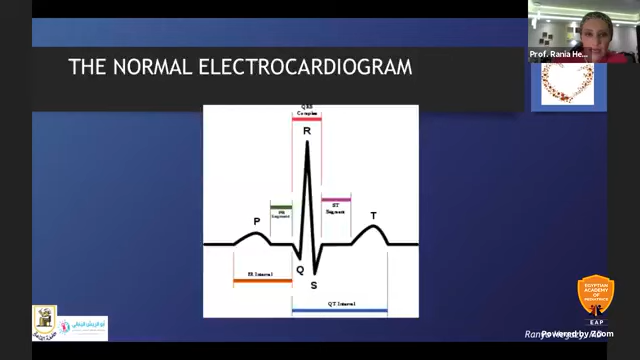 Prof. Rania He...
THE NORMAL ELECTROCARDIOGRAM
QRS
Complex
R
PR
Segment
ST
Segment
P
T
Q
S
PR Interval
QT Interval
EGYPTIAN
ACADEMY
OF
PEDIATRICS
EAP
Powered by Zoom